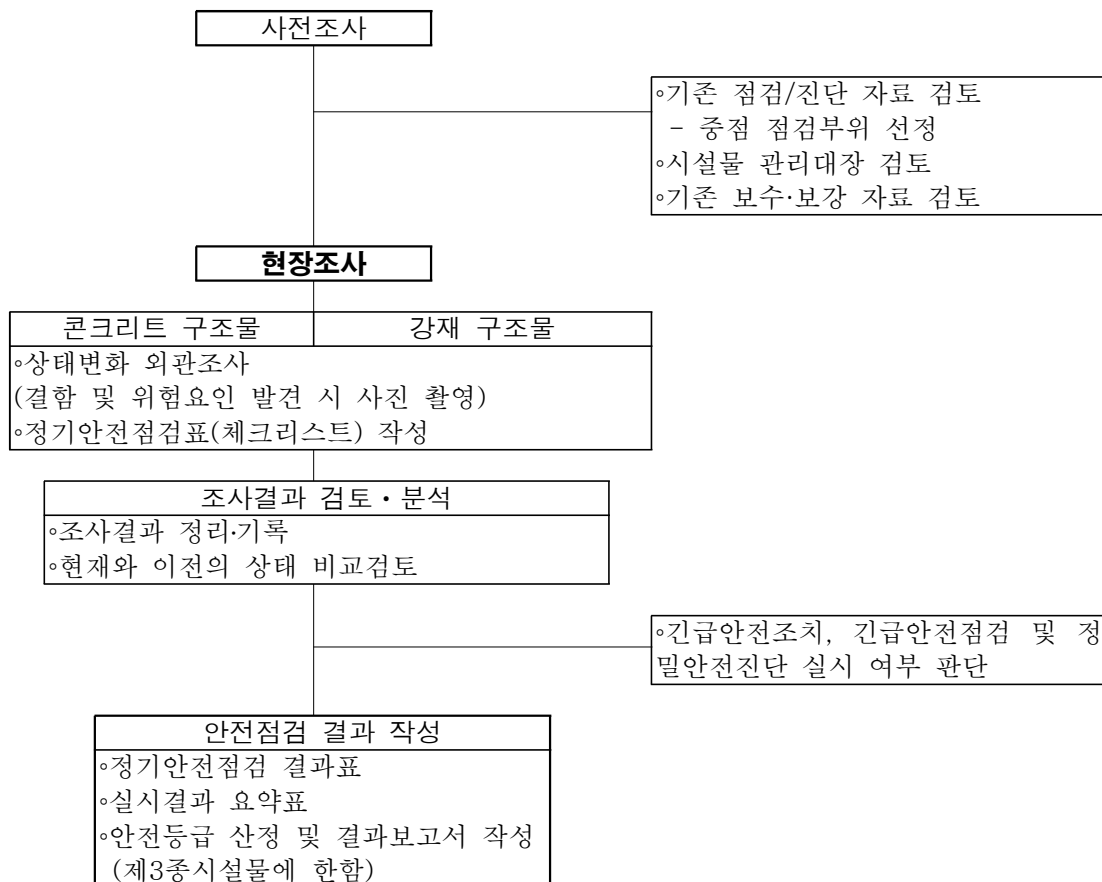 사전조사
◦기존 점검/진단 자료 검토
- 중점 점검부위 선정
◦시설물 관리대장 검토
◦기존 보수·보강 자료 검토
현장조사
콘크리트 구조물
강재 구조물
◦상태변화 외관조사
(결함 및 위험요인 발견 시 사진 촬영)
◦정기안전점검표(체크리스트) 작성
조사결과 검토・분석
◦조사결과 정리·기록
◦현재와 이전의 상태 비교검토
◦긴급안전조치, 긴급안전점검 및 정
밀안전진단 실시 여부 판단
안전점검 결과 작성
◦정기안전점검 결과표
◦실시결과 요약표
◦안전등급 산정 및 결과보고서 작성
(제3종시설물에 한함)